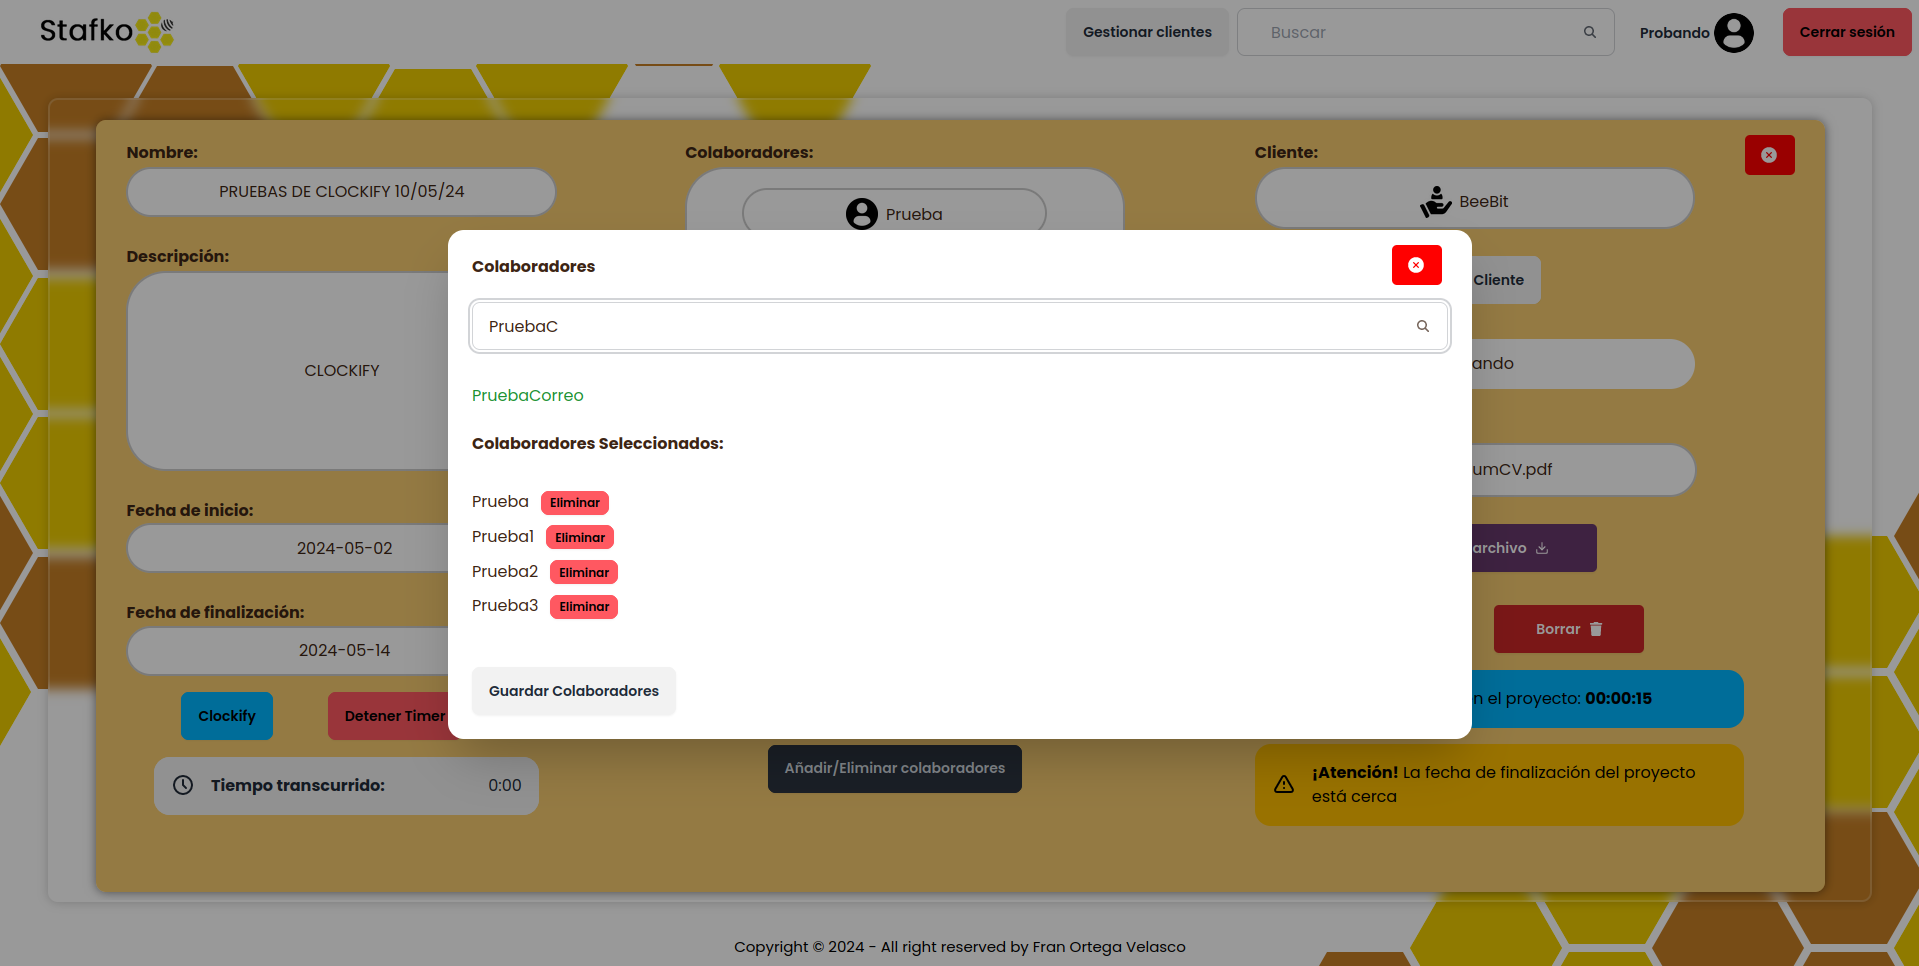 Stafko
Gestionar clientes
Buscar
Probando
Cerrar sesión
Nombre:
PRUEBAS DE CLOCKIFY 10/05/24
Colaboradores:
Prueba
Cliente:
BeeBit
Descripción:
CLOCKIFY
Cliente
ando
umCV.pdf
archivo
Borrar
Colaboradores
PruebaC
PruebaCorreo
Colaboradores Seleccionados:
Prueba Eliminar
Prueba1 Eliminar
Prueba2 Eliminar
Prueba3 Eliminar
Guardar Colaboradores
Fecha de inicio:
2024-05-02
Fecha de finalización:
2024-05-14
Clockify
Detener Timer
Tiempo transcurrido: 0:00
Añadir/Eliminar colaboradores
n el proyecto: 00:00:15
¡Atención! La fecha de finalización del proyecto
está cerca
Copyright © 2024 - All right reserved by Fran Ortega Velasco